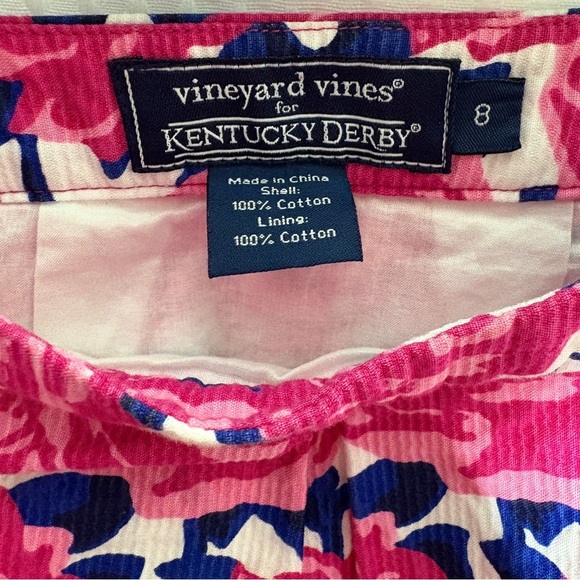 vineyard vines®
for
KENTUCKY DERBY®
8
Made in China
Shell:
100% Cotton
Lining:
100% Cotton